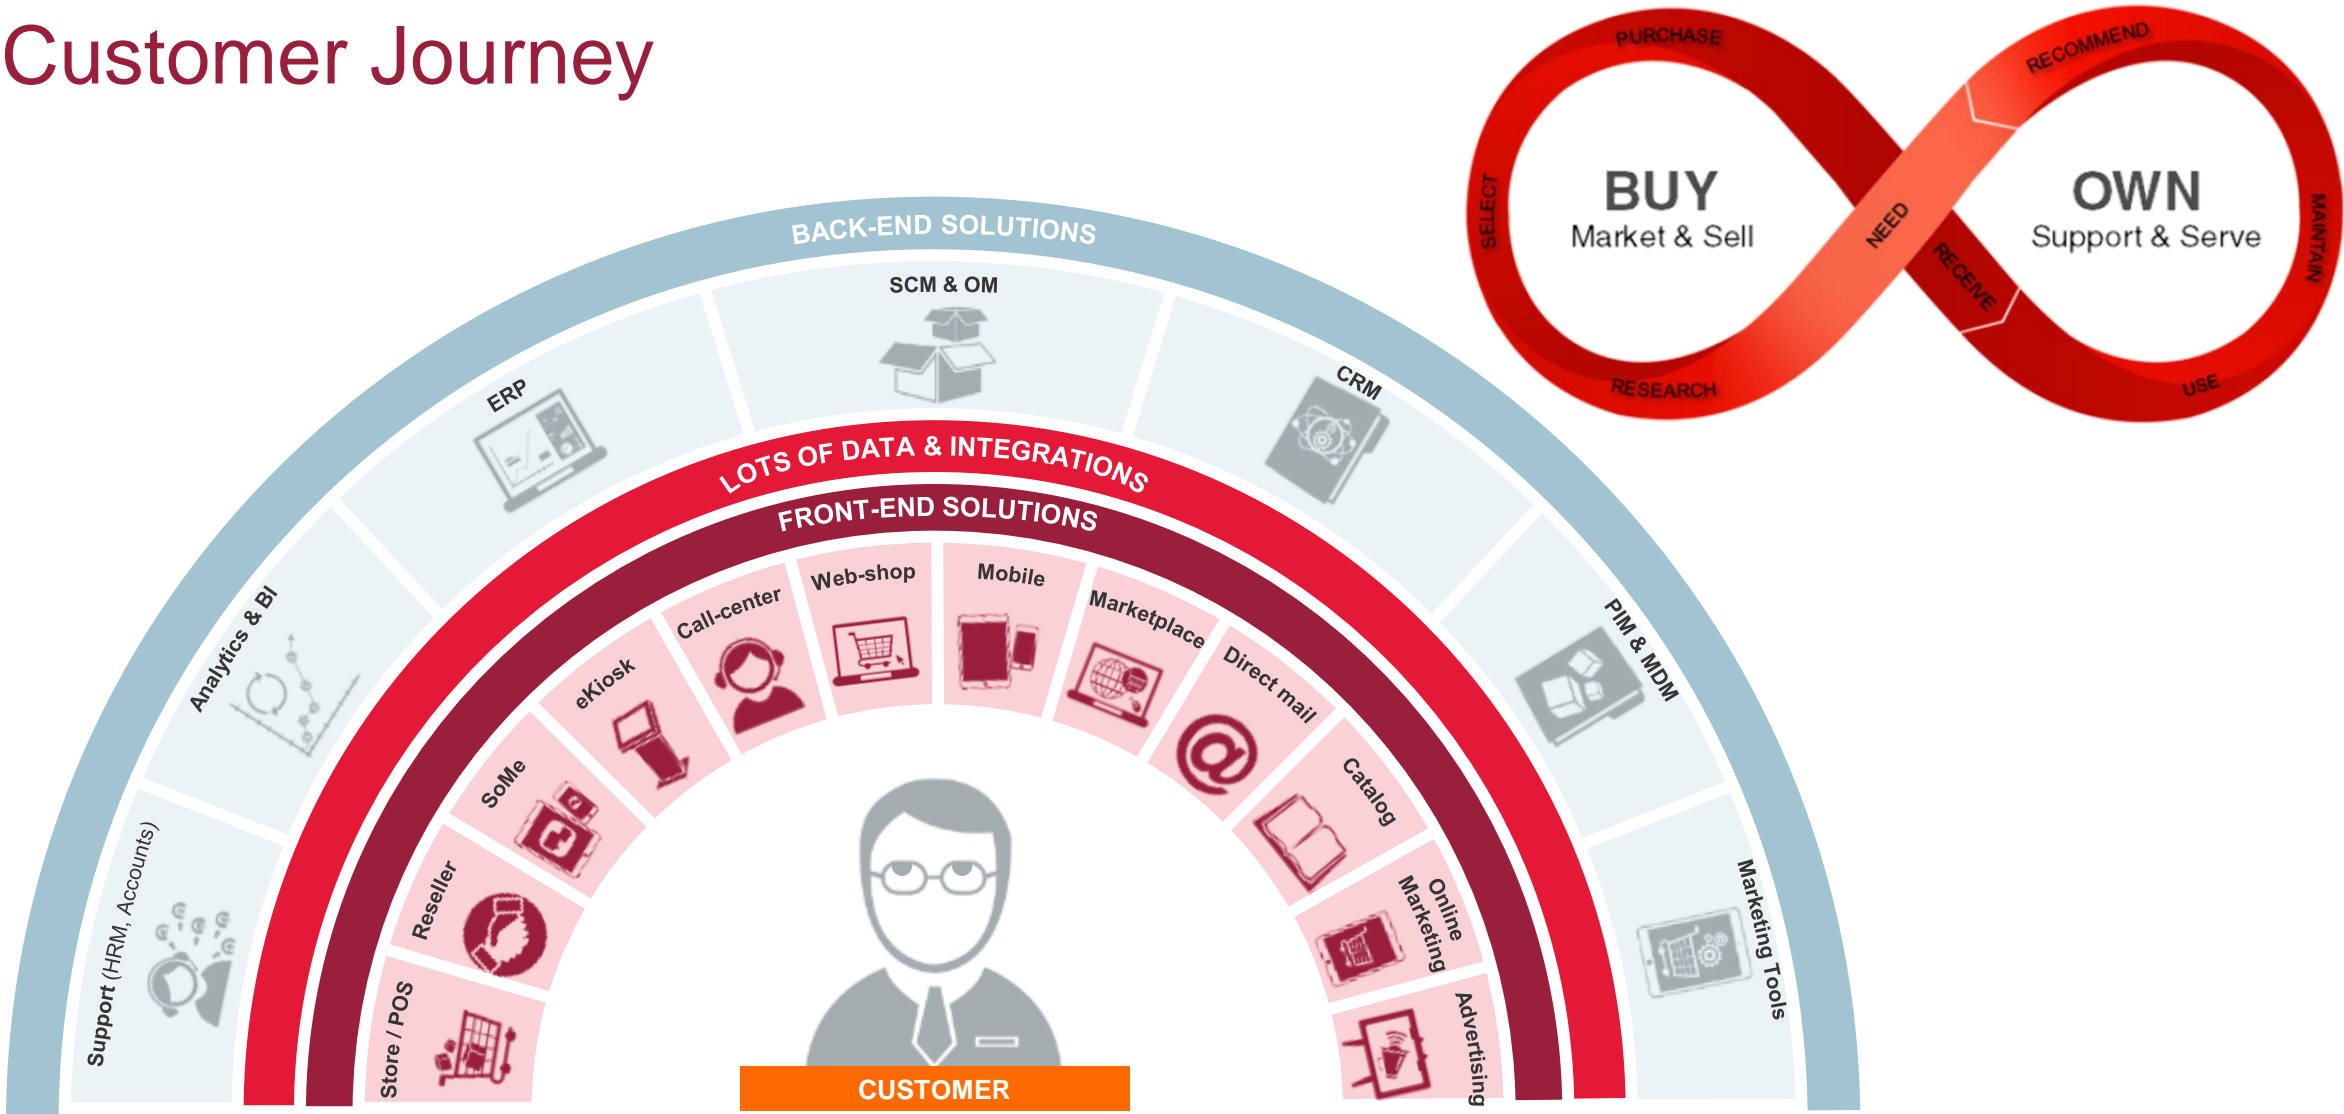 Customer Journey
PURCHASE
RECOMMEND
SELECT
BUY
Market & Sell
NEED
RECEIVE
OWN
Support & Serve
MAINTAIN
RESEARCH
USE
BACK-END SOLUTIONS
Support (HRM, Accounts)
Analytics & BI
ERP
SCM & OM
CRM
PIM & MDM
Marketing Tools
LOTS OF DATA & INTEGRATIONS
FRONT-END SOLUTIONS
Store / POS
Reseller
SoMe
eKiosk
Call-center
Web-shop
Mobile
Marketplace
Direct mail
Catalog
Online
Marketing
Advertising
@
CUSTOMER